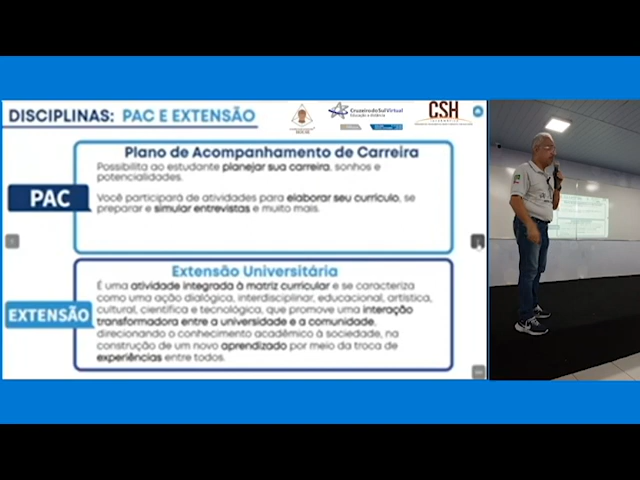 DISCIPLINAS: PAC E EXTENSÃO
Cruzeiro do Sul Virtual
Educação a distância
CSH
Plano de Acompanhamento de Carreira
Possibilita ao estudante planejar sua carreira, sonhos e
potencialidades.
PAC
Você participará de atividades para elaborar seu currículo, se
preparar e simular entrevistas e muito mais.
Extensão Universitária
É uma atividade integrada à matriz curricular e se caracteriza
como uma ação dialógica, interdisciplinar, educacional, artística,
cultural, científica e tecnológica, que promove uma interação
EXTENSÃO
transformadora entre a universidade e a comunidade,
direcionando o conhecimento acadêmico à sociedade, na
construção de um novo aprendizado por meio da troca de
experiências entre todos.